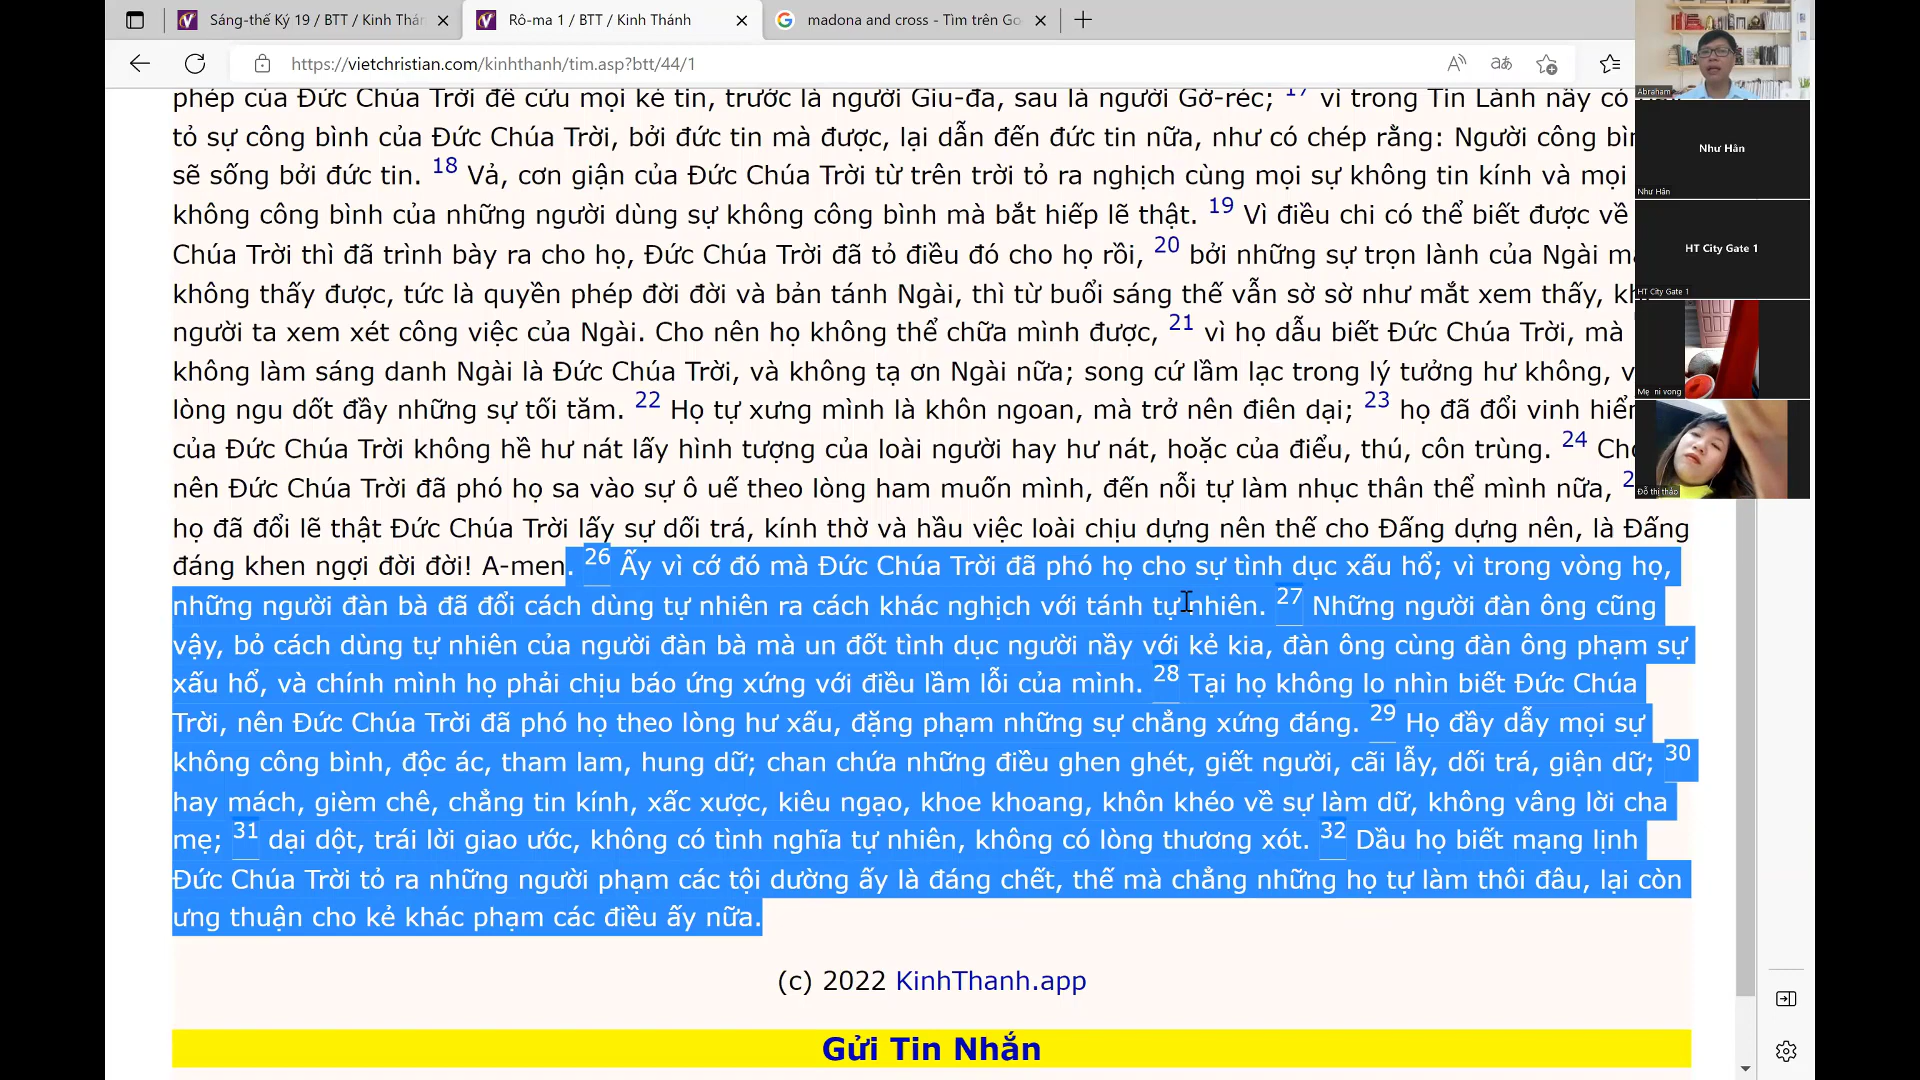 Sáng-thế Ký 19 / BTT / Kinh Thán
Rô-ma 1 / BTT / Kinh Thánh
madona and cross - Tìm trên Go
https://vietchristian.com/kinhthanh/tim.asp?btt/44/1
phép của Đức Chúa Trời để cứu mọi kẻ tin, trước là người Giu-đa, sau là người Gờ-réc; 17 vì trong Tin Lành nầy có
tỏ sự công bình của Đức Chúa Trời, bởi đức tin mà được, lại dẫn đến đức tin nữa, như có chép rằng: Người công bìn
sẽ sống bởi đức tin. 18 Vả, cơn giận của Đức Chúa Trời từ trên trời tỏ ra nghịch cùng mọi sự không tin kính và mọi
không công bình của những người dùng sự không công bình mà bắt hiếp lẽ thật. 19 Vì điều chi có thể biết được về
Chúa Trời thì đã trình bày ra cho họ, Đức Chúa Trời đã tỏ điều đó cho họ rồi, 20 bởi những sự trọn lành của Ngài m
không thấy được, tức là quyền phép đời đời và bản tánh Ngài, thì từ buổi sáng thế vẫn sờ sờ như mắt xem thấy, kh
người ta xem xét công việc của Ngài. Cho nên họ không thể chữa mình được, 21 vì họ dẫu biết Đức Chúa Trời, mà
không làm sáng danh Ngài là Đức Chúa Trời, và không tạ ơn Ngài nữa; song cứ lầm lạc trong lý tưởng hư không, v
lòng ngu dốt đầy những sự tối tăm. 22 Họ tự xưng mình là khôn ngoan, mà trở nên điên dại; 23 họ đã đổi vinh hiển
của Đức Chúa Trời không hề hư nát lấy hình tượng của loài người hay hư nát, hoặc của điểu, thú, côn trùng. 24 Cho
nên Đức Chúa Trời đã phó họ sa vào sự ô uế theo lòng ham muốn mình, đến nỗi tự làm nhục thân thể mình nữa, 2
họ đã đổi lẽ thật Đức Chúa Trời lấy sự dối trá, kính thờ và hầu việc loài chịu dựng nên thế cho Đấng dựng nên, là Đấng
đáng khen ngợi đời đời! A-men. 26 Ấy vì cớ đó mà Đức Chúa Trời đã phó họ cho sự tình dục xấu hổ; vì trong vòng họ,
những người đàn bà đã đổi cách dùng tự nhiên ra cách khác nghịch với tánh tự nhiên. 27 Những người đàn ông cũng
vậy, bỏ cách dùng tự nhiên của người đàn bà mà un đốt tình dục người nầy với kẻ kia, đàn ông cùng đàn ông phạm sự
xấu hổ, và chính mình họ phải chịu báo ứng xứng với điều lầm lỗi của mình. 28 Tại họ không lo nhìn biết Đức Chúa
Trời, nên Đức Chúa Trời đã phó họ theo lòng hư xấu, đặng phạm những sự chẳng xứng đáng. 29 Họ đầy dẫy mọi sự
không công bình, độc ác, tham lam, hung dữ; chan chứa những điều ghen ghét, giết người, cãi lẫy, dối trá, giận dữ; 30
hay mách, gièm chê, chẳng tin kính, xấc xược, kiêu ngạo, khoe khoang, khôn khéo về sự làm dữ, không vâng lời cha
mẹ; 31 dại dột, trái lời giao ước, không có tình nghĩa tự nhiên, không có lòng thương xót. 32 Dầu họ biết mạng lịnh
Đức Chúa Trời tỏ ra những người phạm các tội dường ấy là đáng chết, thế mà chẳng những họ tự làm thôi đâu, lại còn
ưng thuận cho kẻ khác phạm các điều ấy nữa.
(c) 2022 KinhThanh.app
Gửi Tin Nhắn
Abraham
Như Hân
Như Hân
HT City Gate 1
HT City Gate 1
Mẹ ni vong
Đỗ thị thảo